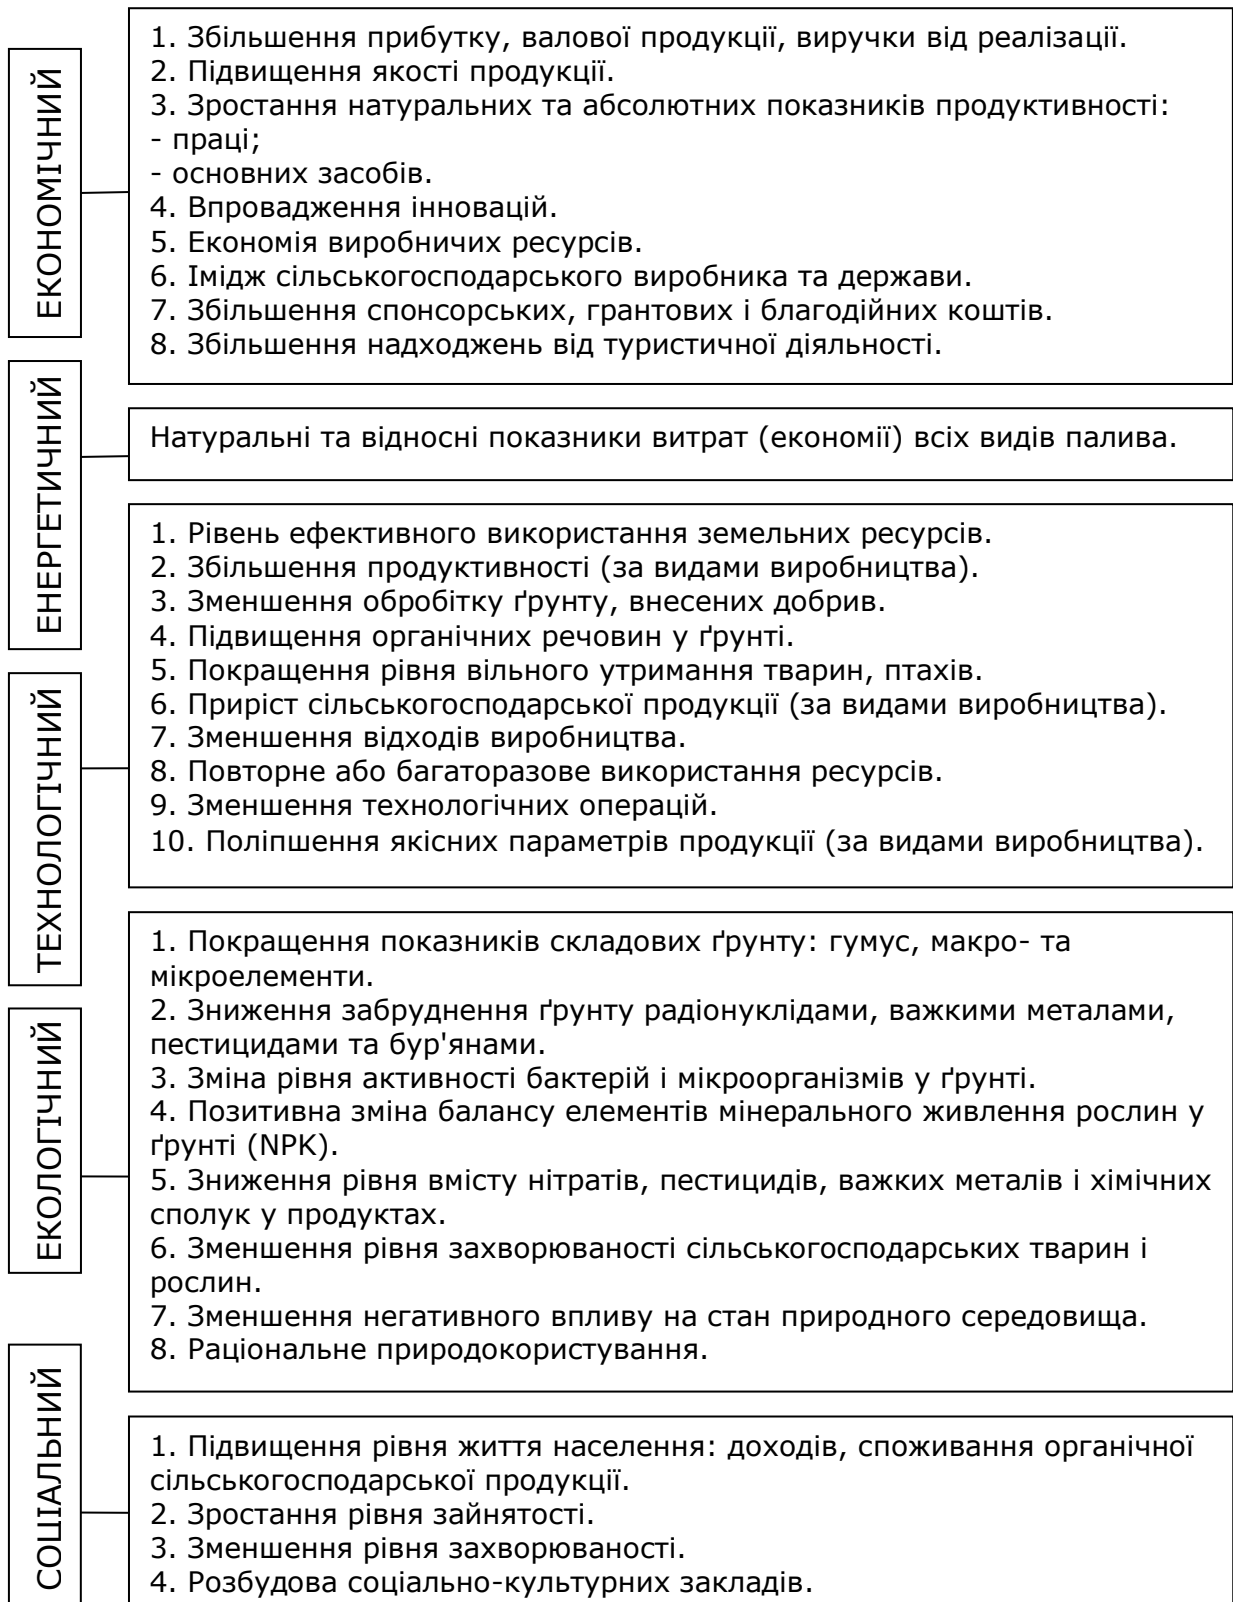 ЕКОНОМІЧНИЙ
1. Збільшення прибутку, валової продукції, виручки від реалізації.
2. Підвищення якості продукції.
3. Зростання натуральних та абсолютних показників продуктивності:
- праці;
- основних засобів.
4. Впровадження інновацій.
5. Економія виробничих ресурсів.
6. Імідж сільськогосподарського виробника та держави.
7. Збільшення спонсорських, грантових і благодійних коштів.
8. Збільшення надходжень від туристичної діяльності.
ЕНЕРГЕТИЧНИЙ
Натуральні та відносні показники витрат (економії) всіх видів палива.
ТЕХНОЛОГІЧНИЙ
1. Рівень ефективного використання земельних ресурсів.
2. Збільшення продуктивності (за видами виробництва).
3. Зменшення обробітку ґрунту, внесених добрив.
4. Підвищення органічних речовин у ґрунті.
5. Покращення рівня вільного утримання тварин, птахів.
6. Приріст сільськогосподарської продукції (за видами виробництва).
7. Зменшення відходів виробництва.
8. Повторне або багаторазове використання ресурсів.
9. Зменшення технологічних операцій.
10. Поліпшення якісних параметрів продукції (за видами виробництва).
ЕКОЛОГІЧНИЙ
1. Покращення показників складових ґрунту: гумус, макро- та
мікроелементи.
2. Зниження забруднення ґрунту радіонуклідами, важкими металами,
пестицидами та бур'янами.
3. Зміна рівня активності бактерій і мікроорганізмів у ґрунті.
4. Позитивна зміна балансу елементів мінерального живлення рослин у
ґрунті (NPK).
5. Зниження рівня вмісту нітратів, пестицидів, важких металів і хімічних
сполук у продуктах.
6. Зменшення рівня захворюваності сільськогосподарських тварин і
рослин.
7. Зменшення негативного впливу на стан природного середовища.
8. Раціональне природокористування.
СОЦІАЛЬНИЙ
1. Підвищення рівня життя населення: доходів, споживання органічної
сільськогосподарської продукції.
2. Зростання рівня зайнятості.
3. Зменшення рівня захворюваності.
4. Розбудова соціально-культурних закладів.